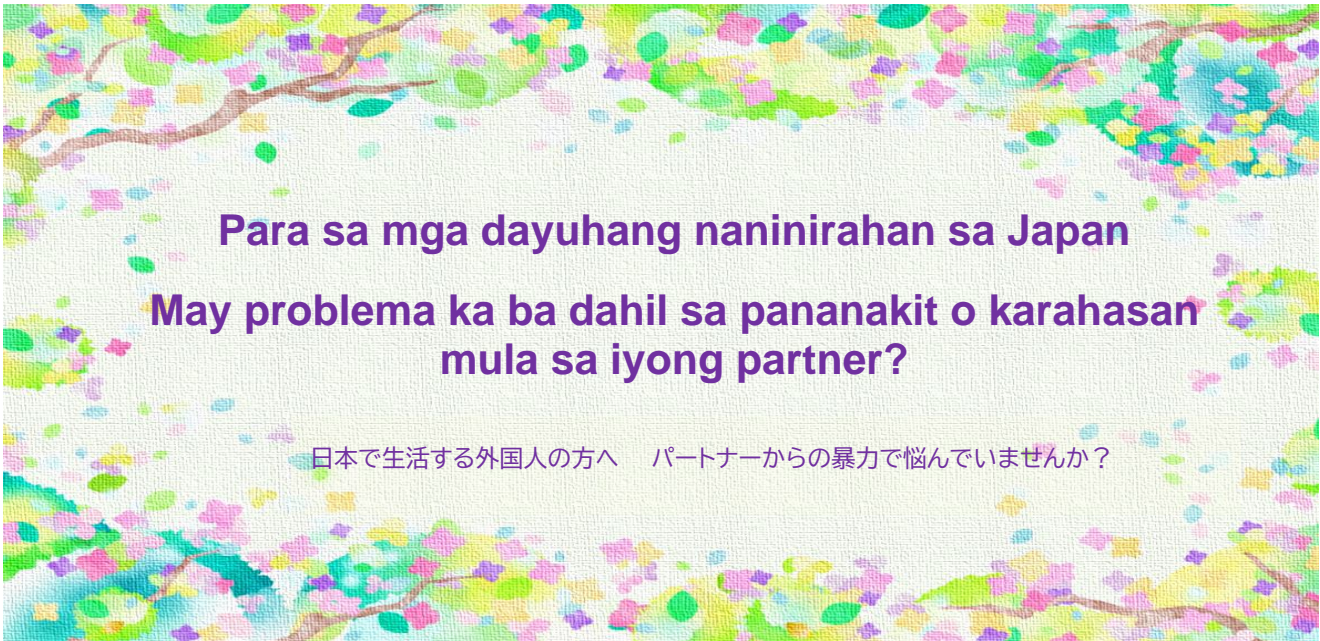 Para sa mga dayuhang naninirahan sa Japan
May problema ka ba dahil sa pananakit o karahasan
mula sa iyong partner?
日本で生活する外国人の方へ　パートナーからの暴力で悩んでいませんか？